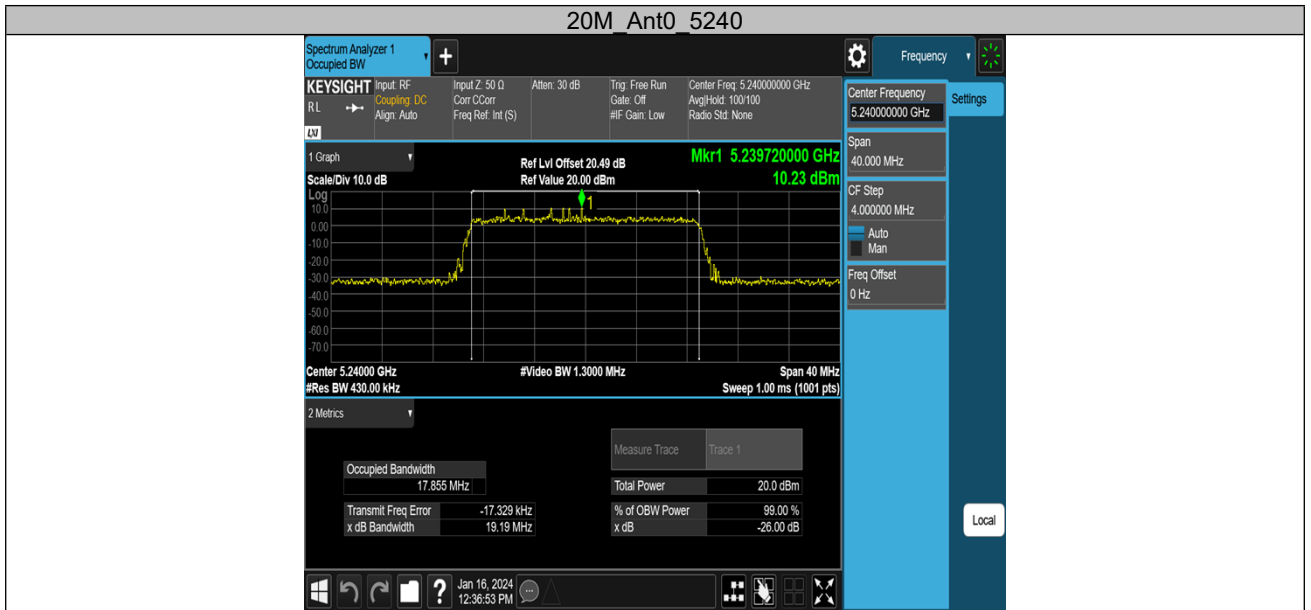 20M_Ant0_5240
Spectrum Analyzer 1
Occupied BW
+
Frequency
KEYSIGHT
R L
LXI
Input: RF
Coupling: DC
Align: Auto
Input Z: 50 Ω
Corr CCorr
Freq Ref: Int (S)
Atten: 30 dB
Trig: Free Run
Gate: Off
#IF Gain: Low
Center Freq: 5.240000000 GHz
Avg|Hold: 100/100
Radio Std: None
Center Frequency
5.240000000 GHz
Settings
Span
40.000 MHz
CF Step
4.000000 MHz
Auto
Man
Freq Offset
0 Hz
1 Graph
Ref Lvl Offset 20.49 dB
Mkr1 5.239720000 GHz
Scale/Div 10.0 dB
Ref Value 20.00 dBm
10.23 dBm
Log
1
10.0
0.00
-10.0
-20.0
-30.0
-40.0
-50.0
-60.0
-70.0
Center 5.24000 GHz
#Video BW 1.3000 MHz
Span 40 MHz
#Res BW 430.00 kHz
Sweep 1.00 ms (1001 pts)
2 Metrics
Measure Trace
Trace 1
Occupied Bandwidth
17.855 MHz
Total Power
20.0 dBm
Transmit Freq Error
-17.329 kHz
% of OBW Power
99.00 %
x dB Bandwidth
19.19 MHz
x dB
-26.00 dB
Local
?
Jan 16, 2024
12:36:53 PM